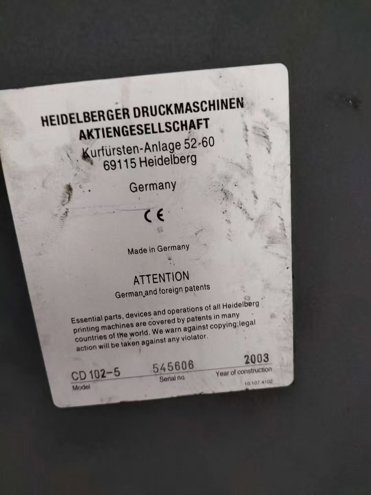 HEIDELBERGER DRUCKMASCHINEN
AKTIENGESELLSCHAFT
Kurfürsten-Anlage 52-60
69115 Heidelberg
Germany
CE
Made in Germany
ATTENTION
German and foreign patents
Essential parts, devices and operations of all Heidelberg
printing machines are covered by patents in many
countries of the world. We warn against copying; legal
action will be taken against any violator.
CD 102-5 545606 2003
Model Serial no. Year of construction
10.107.4102